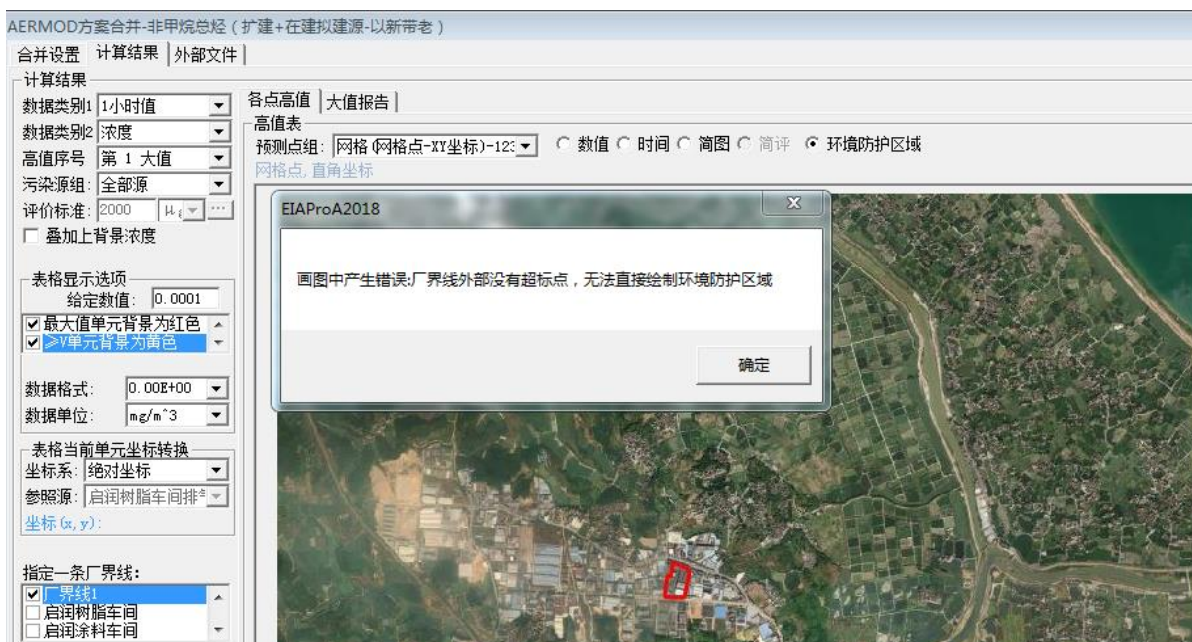 AERMOD方案合并-非甲烷总烃（扩建+在建拟建源-以新带老）
合并设置 计算结果 外部文件
计算结果
数据类别1 1小时值
数据类别2 浓度
高值序号 第 1 大值
污染源组: 全部源
评价标准: 2000
叠加上背景浓度
表格显示选项
给定数值: 0.0001
最大值单元背景为红色
≥V单元背景为黄色
数据格式: 0.00E+00
数据单位: mg/m^3
表格当前单元坐标转换
坐标系: 绝对坐标
参照源: 启润树脂车间排
坐标(x,y):
指定一条厂界线:
厂界线1
启润树脂车间
启润涂料车间
各点高值 大值报告
高值表
预测点组: 网格(网格点-XY坐标)-123 数值 时间 简图 简评 环境防护区域
网格点,直角坐标
EIAProA2018
画图中产生错误:厂界线外部没有超标点，无法直接绘制环境防护区域
确定